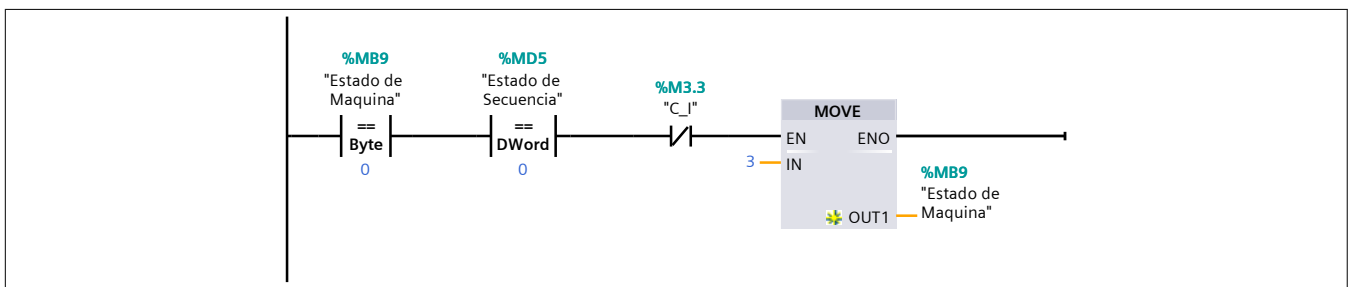 %MB9
"Estado de
Maquina"
==
Byte
0
%MD5
"Estado de
Secuencia"
==
DWord
0
%M3.3
"C_I"
MOVE
EN
ENO
3
IN
OUT1
%MB9
"Estado de
Maquina"